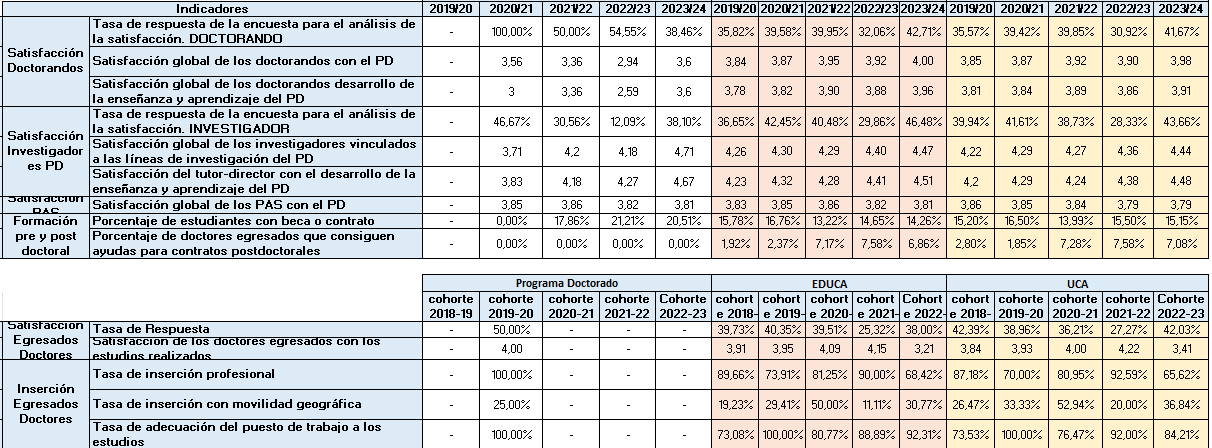 Indicadores 2019/20 2020/21 2021/22 2022/23 2023/24 2019/20 2020/21 2021/22 2022/23 2023/24 2019/20 2020/21 2021/22 2022/23 2023/24
Satisfacción
Doctorandos
Tasa de respuesta de la encuesta para el análisis de
la satisfacción. DOCTORANDO
- 100,00% 50,00% 54,55% 38,46% 35,82% 39,58% 39,95% 32,06% 42,71% 35,57% 39,42% 39,85% 30,92% 41,67%
Satisfacción global de los doctorandos con el PD - 3,56 3,36 2,94 3,6 3,84 3,87 3,95 3,92 4,00 3,85 3,87 3,92 3,90 3,98
Satisfacción global de los doctorandos desarrollo de
la enseñanza y aprendizaje del PD
- 3 3,36 2,59 3,6 3,78 3,82 3,90 3,88 3,96 3,81 3,84 3,89 3,86 3,91
Satisfacción
Investigador
es PD
Tasa de respuesta de la encuesta para el análisis de
la satisfacción. INVESTIGADOR
- 46,67% 30,56% 12,09% 38,10% 36,65% 42,45% 40,48% 29,86% 46,48% 39,94% 41,61% 38,73% 28,33% 43,66%
Satisfacción global de los investigadores vinculados
a las líneas de investigación del PD
- 3,71 4,2 4,18 4,71 4,26 4,30 4,29 4,40 4,47 4,22 4,29 4,27 4,36 4,44
Satisfacción del tutor-director con el desarrollo de la
enseñanza y aprendizaje del PD
- 3,83 4,18 4,27 4,67 4,23 4,32 4,28 4,41 4,51 4,2 4,29 4,24 4,38 4,48
Satisfacción
PAS
Satisfacción global de los PAS con el PD - 3,85 3,86 3,82 3,81 3,83 3,85 3,86 3,82 3,81 3,86 3,85 3,84 3,79 3,79
Formación
pre y post
doctoral
Porcentaje de estudiantes con beca o contrato - 0,00% 17,86% 21,21% 20,51% 15,78% 16,76% 13,22% 14,65% 14,26% 15,20% 16,50% 13,99% 15,50% 15,15%
Porcentaje de doctores egresados que consiguen
ayudas para contratos postdoctorales
- 0,00% 0,00% 0,00% 0,00% 1,92% 2,37% 7,17% 7,58% 6,86% 2,80% 1,85% 7,28% 7,58% 7,08%
Programa Doctorado EDUCA UCA
cohorte cohorte cohorte cohorte Cohorte cohort cohort cohort cohort Cohort cohorte cohorte cohorte cohorte Cohorte
2018-19 2019-20 2020-21 2021-22 2022-23 e 2018- e 2019- e 2020- e 2021- e 2022- 2018-19 2019-20 2020-21 2021-22 2022-23
Satisfacción
Egresados
Doctores
Tasa de Respuesta - 50,00% - - - 39,73% 40,35% 39,51% 25,32% 38,00% 42,39% 38,96% 36,21% 27,27% 42,03%
Satisfacción de los doctores egresados con los
estudios realizados
- 4,00 - - - 3,91 3,95 4,09 4,15 3,21 3,84 3,93 4,00 4,22 3,41
Inserción
Egresados
Doctores
Tasa de inserción profesional - 100,00% - - - 89,66% 73,91% 81,25% 90,00% 68,42% 87,18% 70,00% 80,95% 92,59% 65,62%
Tasa de inserción con movilidad geográfica - 25,00% - - - 19,23% 29,41% 50,00% 11,11% 30,77% 26,47% 33,33% 52,94% 20,00% 36,84%
Tasa de adecuación del puesto de trabajo a los
estudios
- 100,00% - - - 73,08% 100,00% 80,77% 88,89% 92,31% 73,53% 100,00% 76,47% 92,00% 84,21%